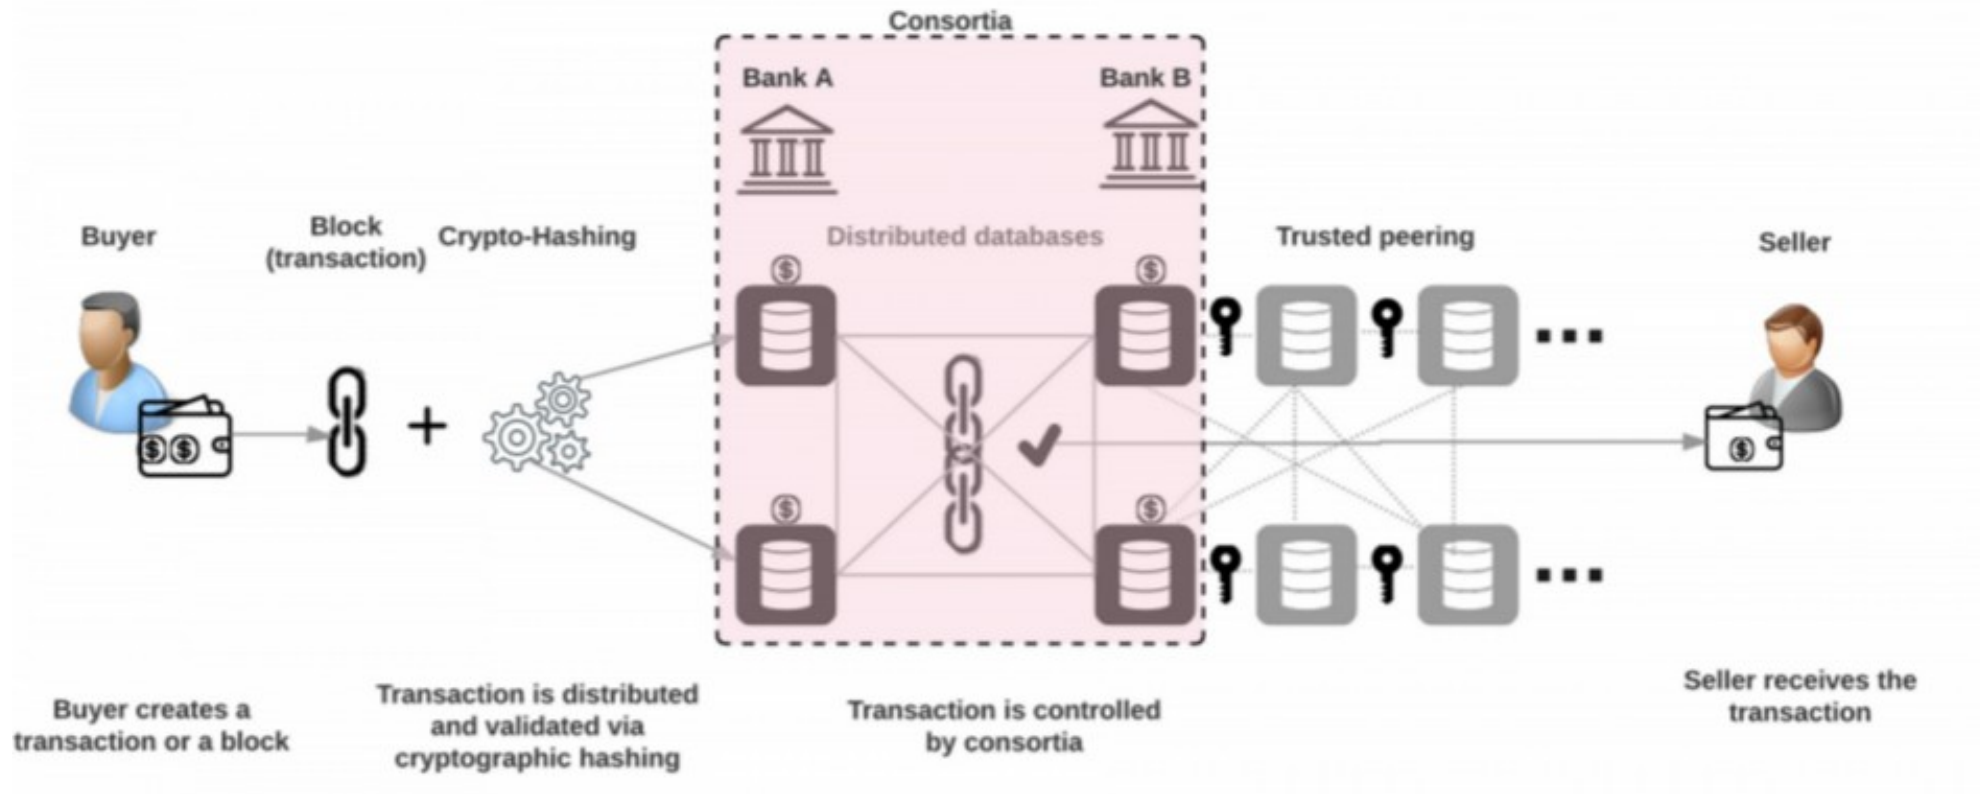 Consortia
Bank A
Bank B
Buyer
Block
(transaction)
Crypto-Hashing
Distributed databases
Trusted peering
Seller
$
$
$
$
$ $
$
Buyer creates a
transaction or a block
Transaction is distributed
and validated via
cryptographic hashing
Transaction is controlled
by consortia
Seller receives the
transaction